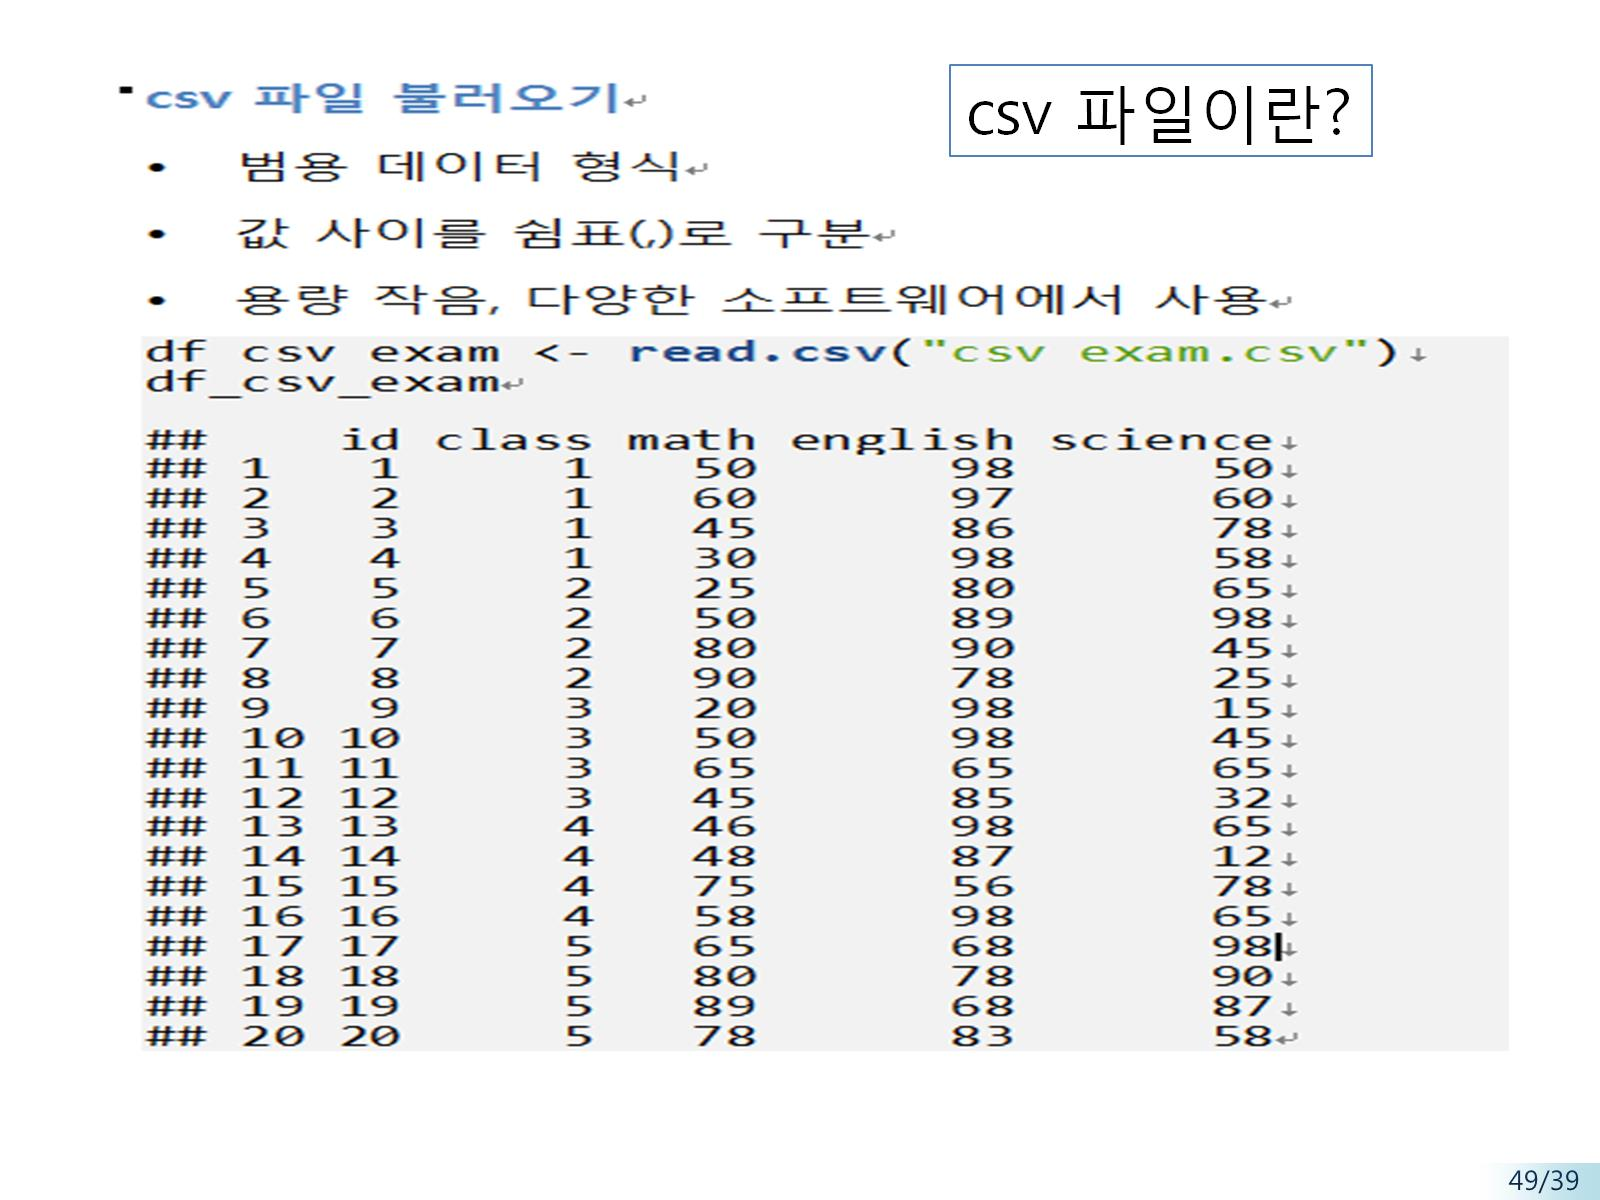 csv 파일 불러오기↵
csv 파일이란?
• 범용 데이터 형식↵
• 값 사이를 쉼표(,)로 구분↵
• 용량 작음, 다양한 소프트웨어에서 사용↵
df_csv_exam <- read.csv("csv_exam.csv")↓
df_csv_exam↵
##    id class math english science↓
## 1   1     1   50      98      50↓
## 2   2     1   60      97      60↓
## 3   3     1   45      86      78↓
## 4   4     1   30      98      58↓
## 5   5     2   25      80      65↓
## 6   6     2   50      89      98↓
## 7   7     2   80      90      45↓
## 8   8     2   90      78      25↓
## 9   9     3   20      98      15↓
## 10 10     3   50      98      45↓
## 11 11     3   65      65      65↓
## 12 12     3   45      85      32↓
## 13 13     4   46      98      65↓
## 14 14     4   48      87      12↓
## 15 15     4   75      56      78↓
## 16 16     4   58      98      65↓
## 17 17     5   65      68      98↓
## 18 18     5   80      78      90↓
## 19 19     5   89      68      87↓
## 20 20     5   78      83      58↵
49/39